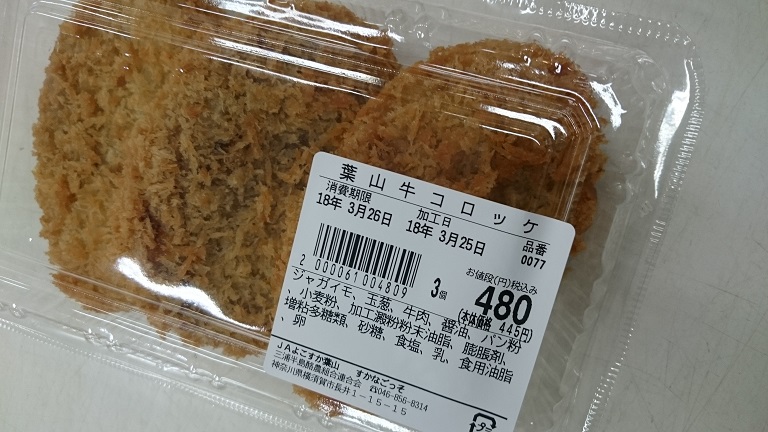 葉山牛コロッケ
消費期限 加工日 品番
18年 3月26日 18年 3月25日 0077
お値段(円)税込み
2 000061004809 3個 480
(本体価格 445円)
ジャガイモ、玉葱、牛肉、醤油、パン粉
、小麦粉、加工澱粉粉末油脂、膨脹剤
増粘多糖類、砂糖、食塩、乳、食用油脂
、卵
JAよこすか葉山 すかなごっそ
三浦半島酪農組合連合会 ☎046-856-8314
神奈川県横須賀市長井1-15-15